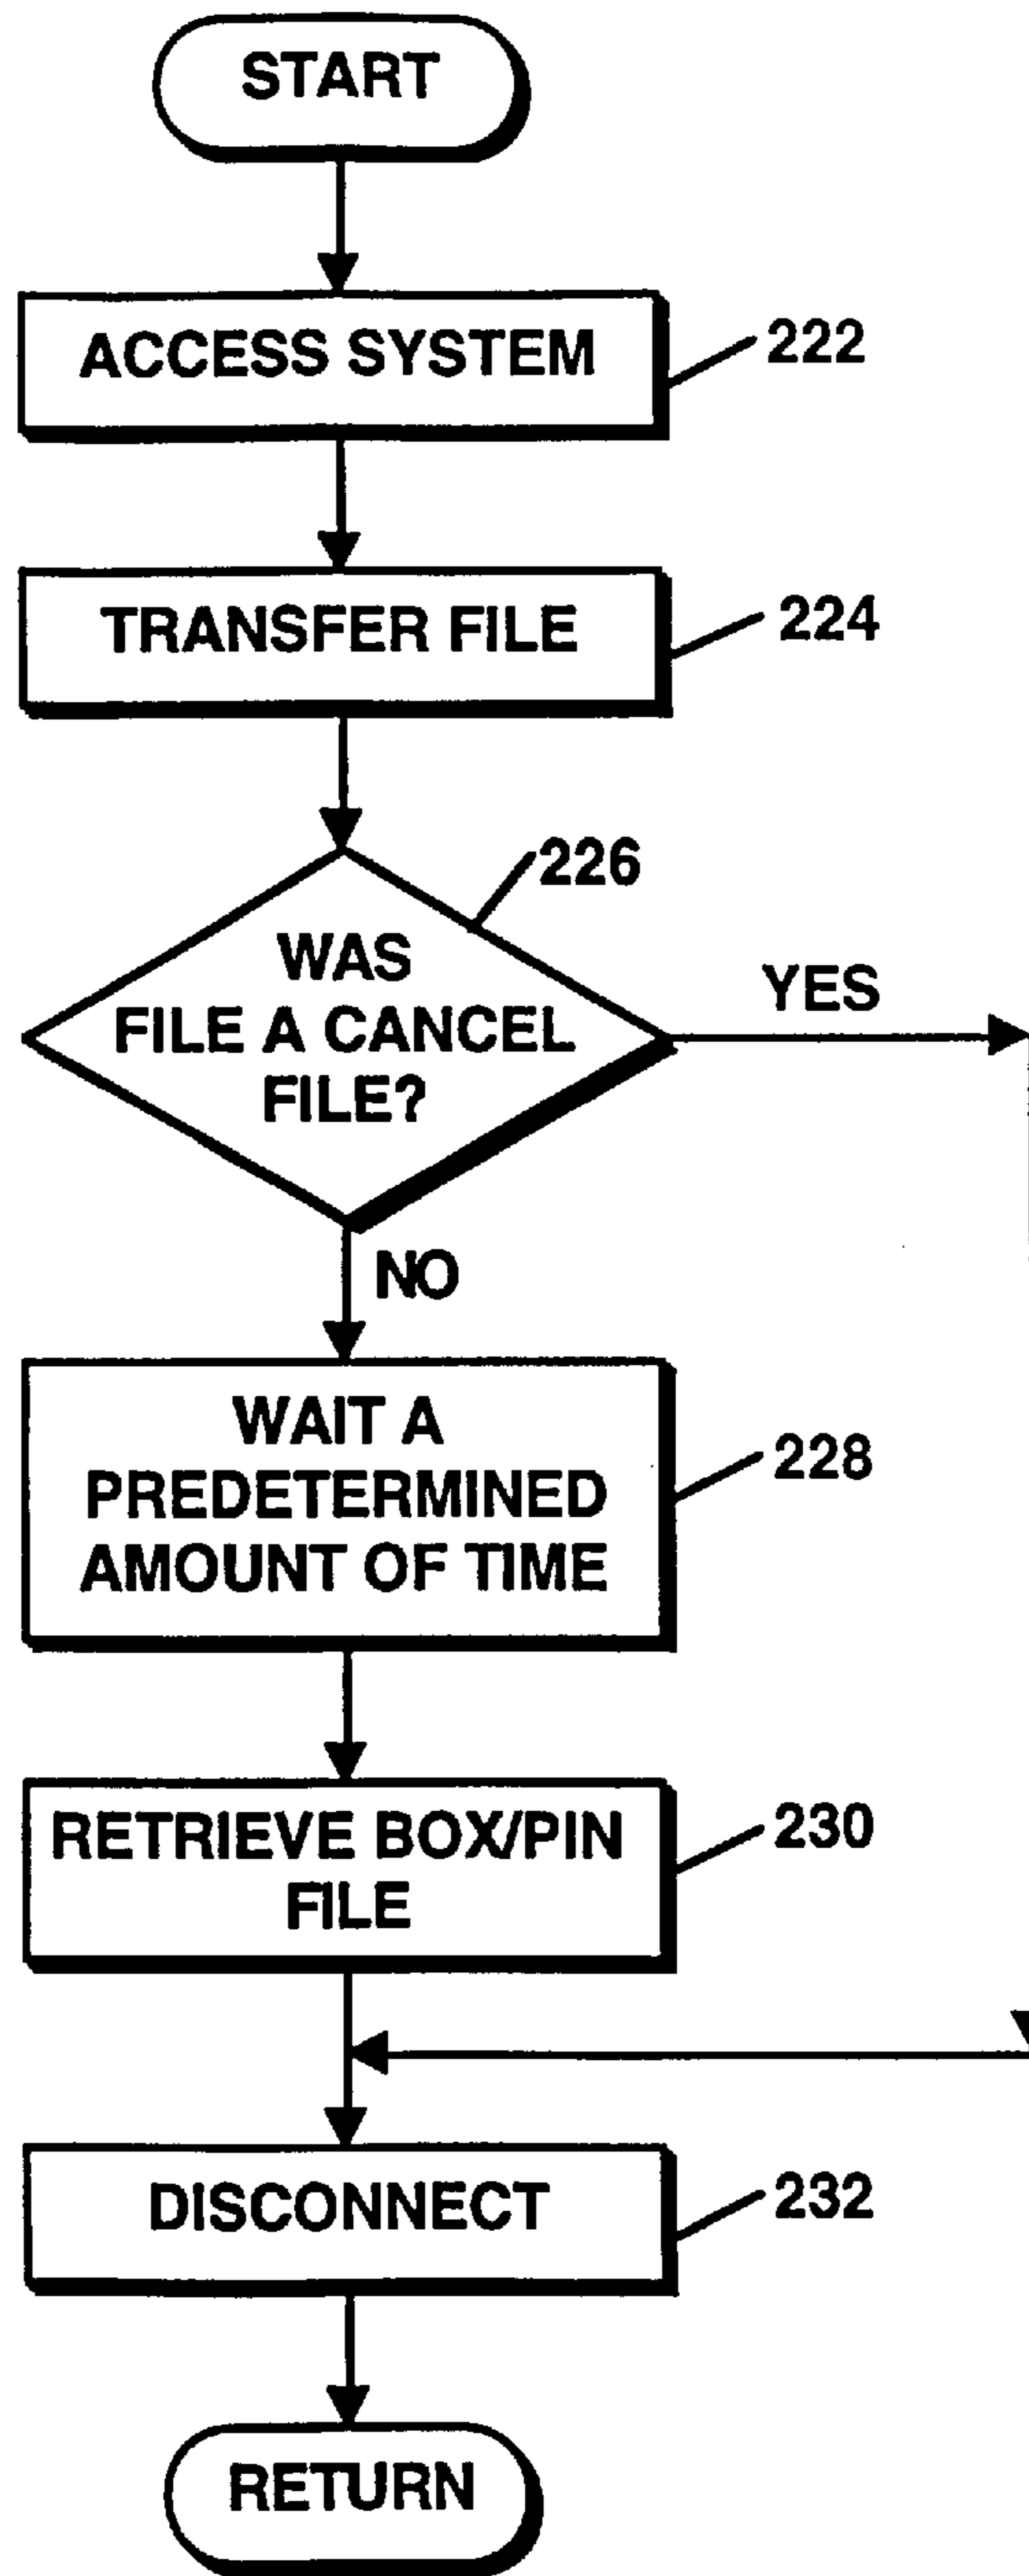 START
ACCESS SYSTEM
222
TRANSFER FILE
224
226
WAS
FILE A CANCEL
FILE?
YES
NO
WAIT A
PREDETERMINED
AMOUNT OF TIME
228
RETRIEVE BOX/PIN
FILE
230
DISCONNECT
232
RETURN